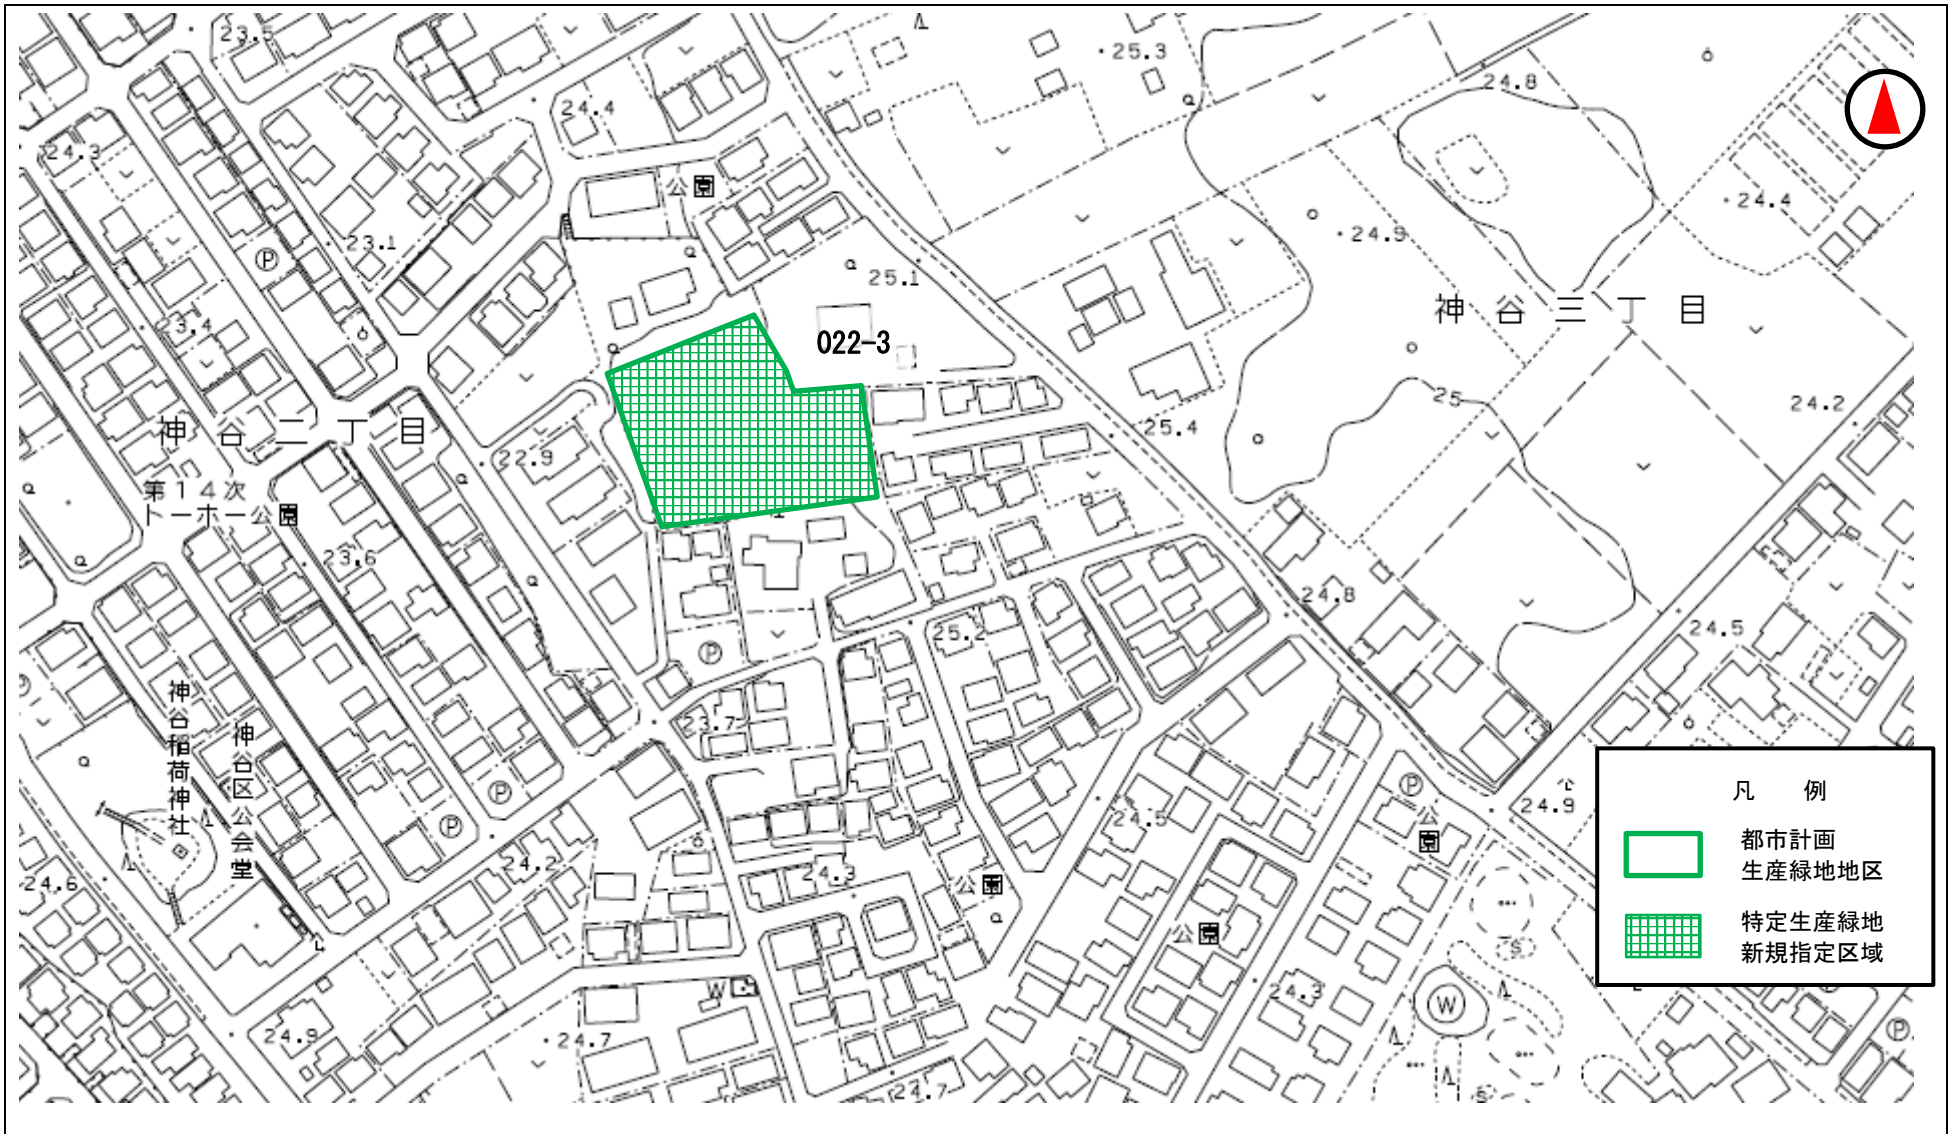 23.5
25.3
24.4
24.8
24.3
公園
24.4
23.1
24.9
Ⓟ
25.1
神谷三丁目
23.4
022-3
25
24.2
神谷二丁目
25.4
22.9
第14次
トーホー公園
23.6
24.8
25.2
24.5
Ⓟ
神谷稲荷神社
神谷区公会堂
23.7
Ⓟ
Ⓟ
Ⓟ
公園
24.9
24.5
24.2
24.3
24.6
公園
公園
凡 例
都市計画
生産緑地地区
特定生産緑地
新規指定区域
W
24.3
W
24.9
24.7
24.7
Ⓟ
S
S